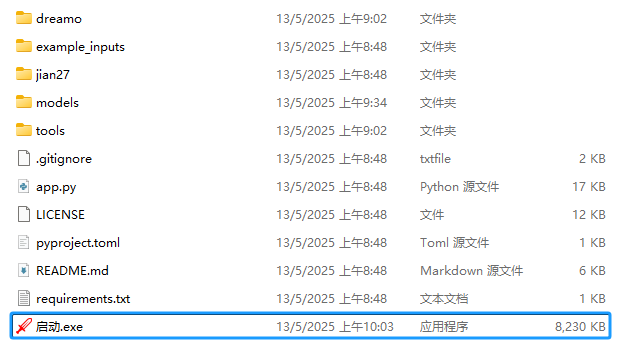 dreamo 13/5/2025 上午9:02 文件夹
example_inputs 13/5/2025 上午8:48 文件夹
jian27 13/5/2025 上午8:48 文件夹
models 13/5/2025 上午9:34 文件夹
tools 13/5/2025 上午9:02 文件夹
.gitignore 13/5/2025 上午8:48 txtfile 2 KB
app.py 13/5/2025 上午8:48 Python 源文件 17 KB
LICENSE 13/5/2025 上午8:48 文件 12 KB
pyproject.toml 13/5/2025 上午8:48 Toml 源文件 1 KB
README.md 13/5/2025 上午8:48 Markdown 源文件 6 KB
requirements.txt 13/5/2025 上午8:48 文本文档 1 KB
启动.exe 13/5/2025 上午10:03 应用程序 8,230 KB